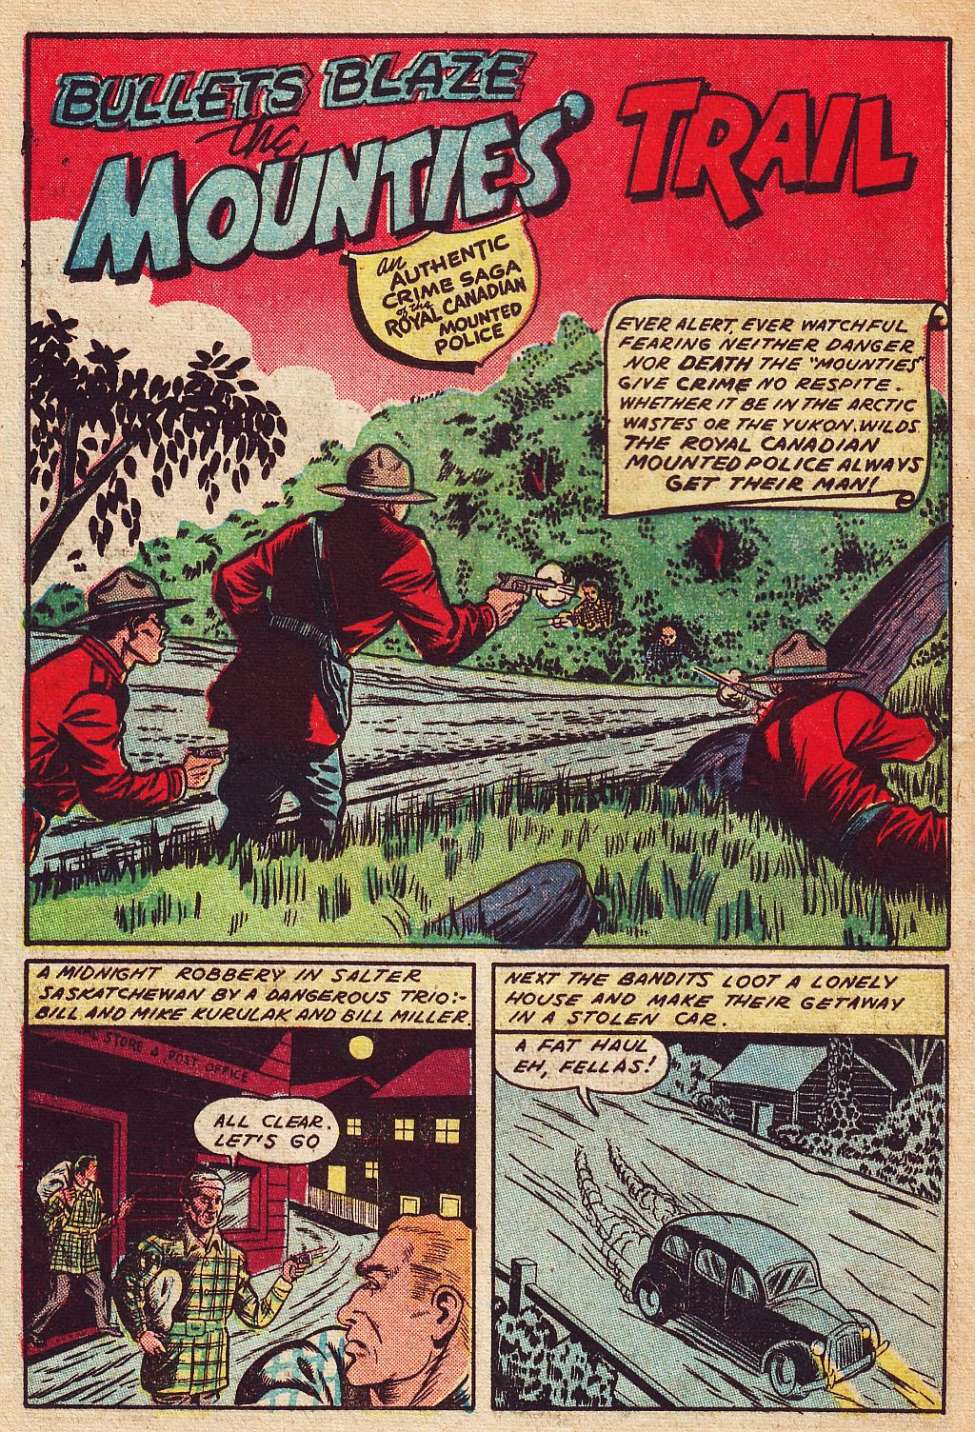 BULLETS BLAZE
the
MOUNTIES' TRAIL
an
AUTHENTIC
CRIME SAGA
of the
ROYAL CANADIAN
MOUNTED
POLICE
EVER ALERT, EVER WATCHFUL
FEARING NEITHER DANGER
NOR DEATH THE "MOUNTIES"
GIVE CRIME NO RESPITE.
WHETHER IT BE IN THE ARCTIC
WASTES OR THE YUKON. WILDS
THE ROYAL CANADIAN
MOUNTED POLICE ALWAYS
GET THEIR MAN!
A MIDNIGHT ROBBERY IN SALTER
SASKATCHEWAN BY A DANGEROUS TRIO:-
BILL AND MIKE KURULAK AND BILL MILLER.
STORE & POST OFFICE
ALL CLEAR.
LET'S GO
NEXT THE BANDITS LOOT A LONELY
HOUSE AND MAKE THEIR GETAWAY
IN A STOLEN CAR.
A FAT HAUL
EH, FELLAS!